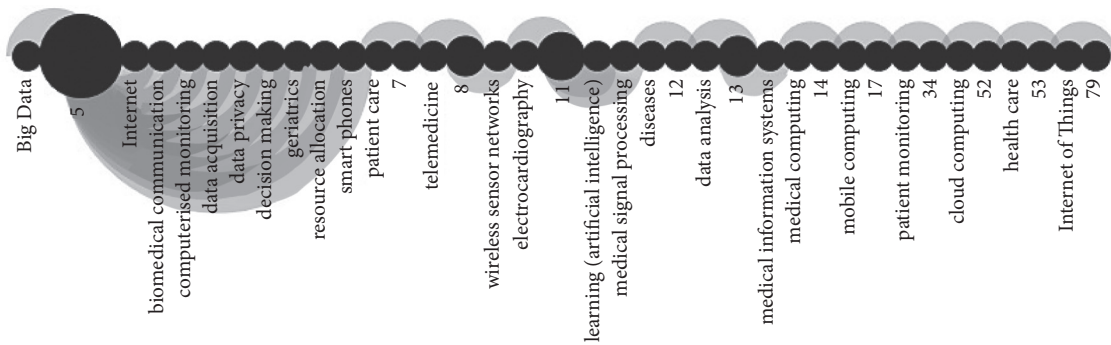 Big Data
5
Internet
biomedical communication
computerised monitoring
data acquisition
data privacy
decision making
geriatrics
resource allocation
smart phones
patient care
7
telemedicine
8
wireless sensor networks
electrocardiography
11
learning (artificial intelligence)
medical signal processing
diseases
12
data analysis
13
medical information systems
medical computing
14
mobile computing
17
patient monitoring
34
cloud computing
52
health care
53
Internet of Things
79